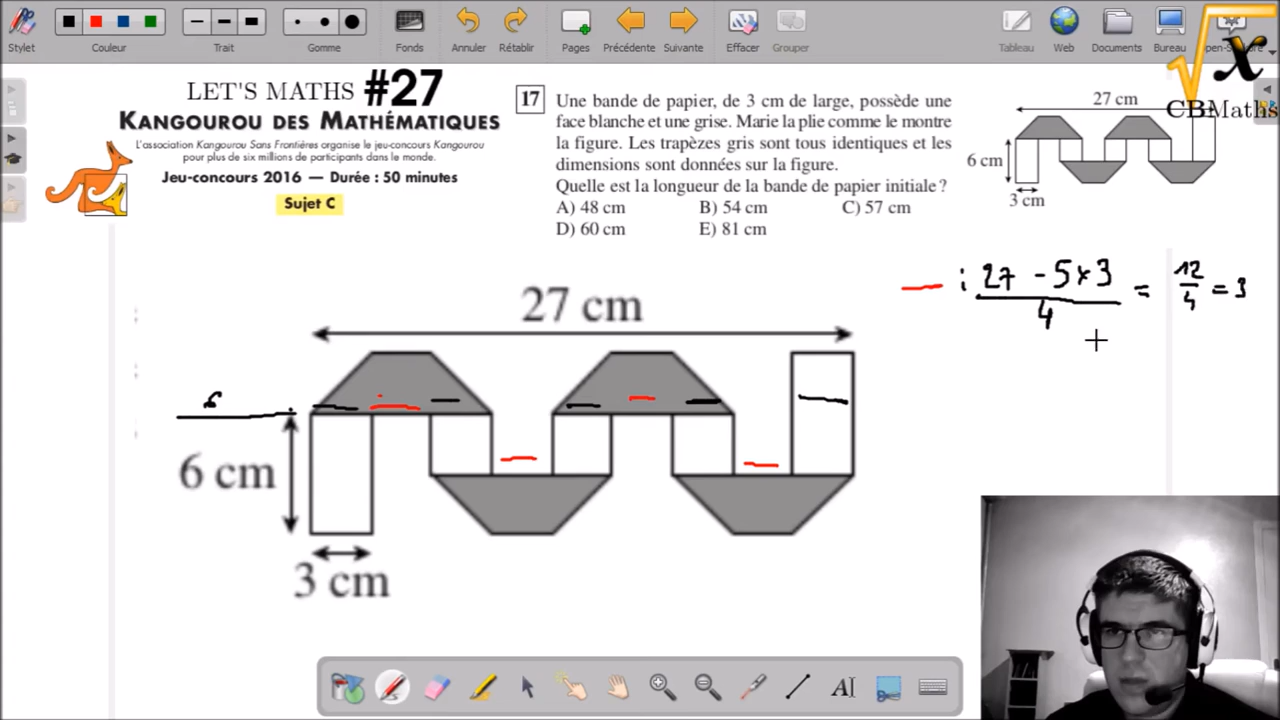 Stylet
Couleur
Trait
Gomme
Fonds
Annuler
Rétablir
Pages
Précédente
Suivante
Effacer
Grouper
Tableau
Web
Documents
Bureau
LET'S MATHS #27
KANGOUROU DES MATHÉMATIQUES
L'association Kangourou Sans Frontières organise le jeu-concours Kangourou
pour plus de six millions de participants dans le monde.
Jeu-concours 2016 — Durée : 50 minutes
Sujet C
17 Une bande de papier, de 3 cm de large, possède une
face blanche et une grise. Marie la plie comme le montre
la figure. Les trapèzes gris sont tous identiques et les
dimensions sont données sur la figure.
Quelle est la longueur de la bande de papier initiale ?
A) 48 cm B) 54 cm C) 57 cm
D) 60 cm E) 81 cm
27 cm
6 cm
3 cm
√x
CBMaths
27 cm
6
6 cm
3 cm
: 27 - 5 x 3 / 4 = 12/4 = 3